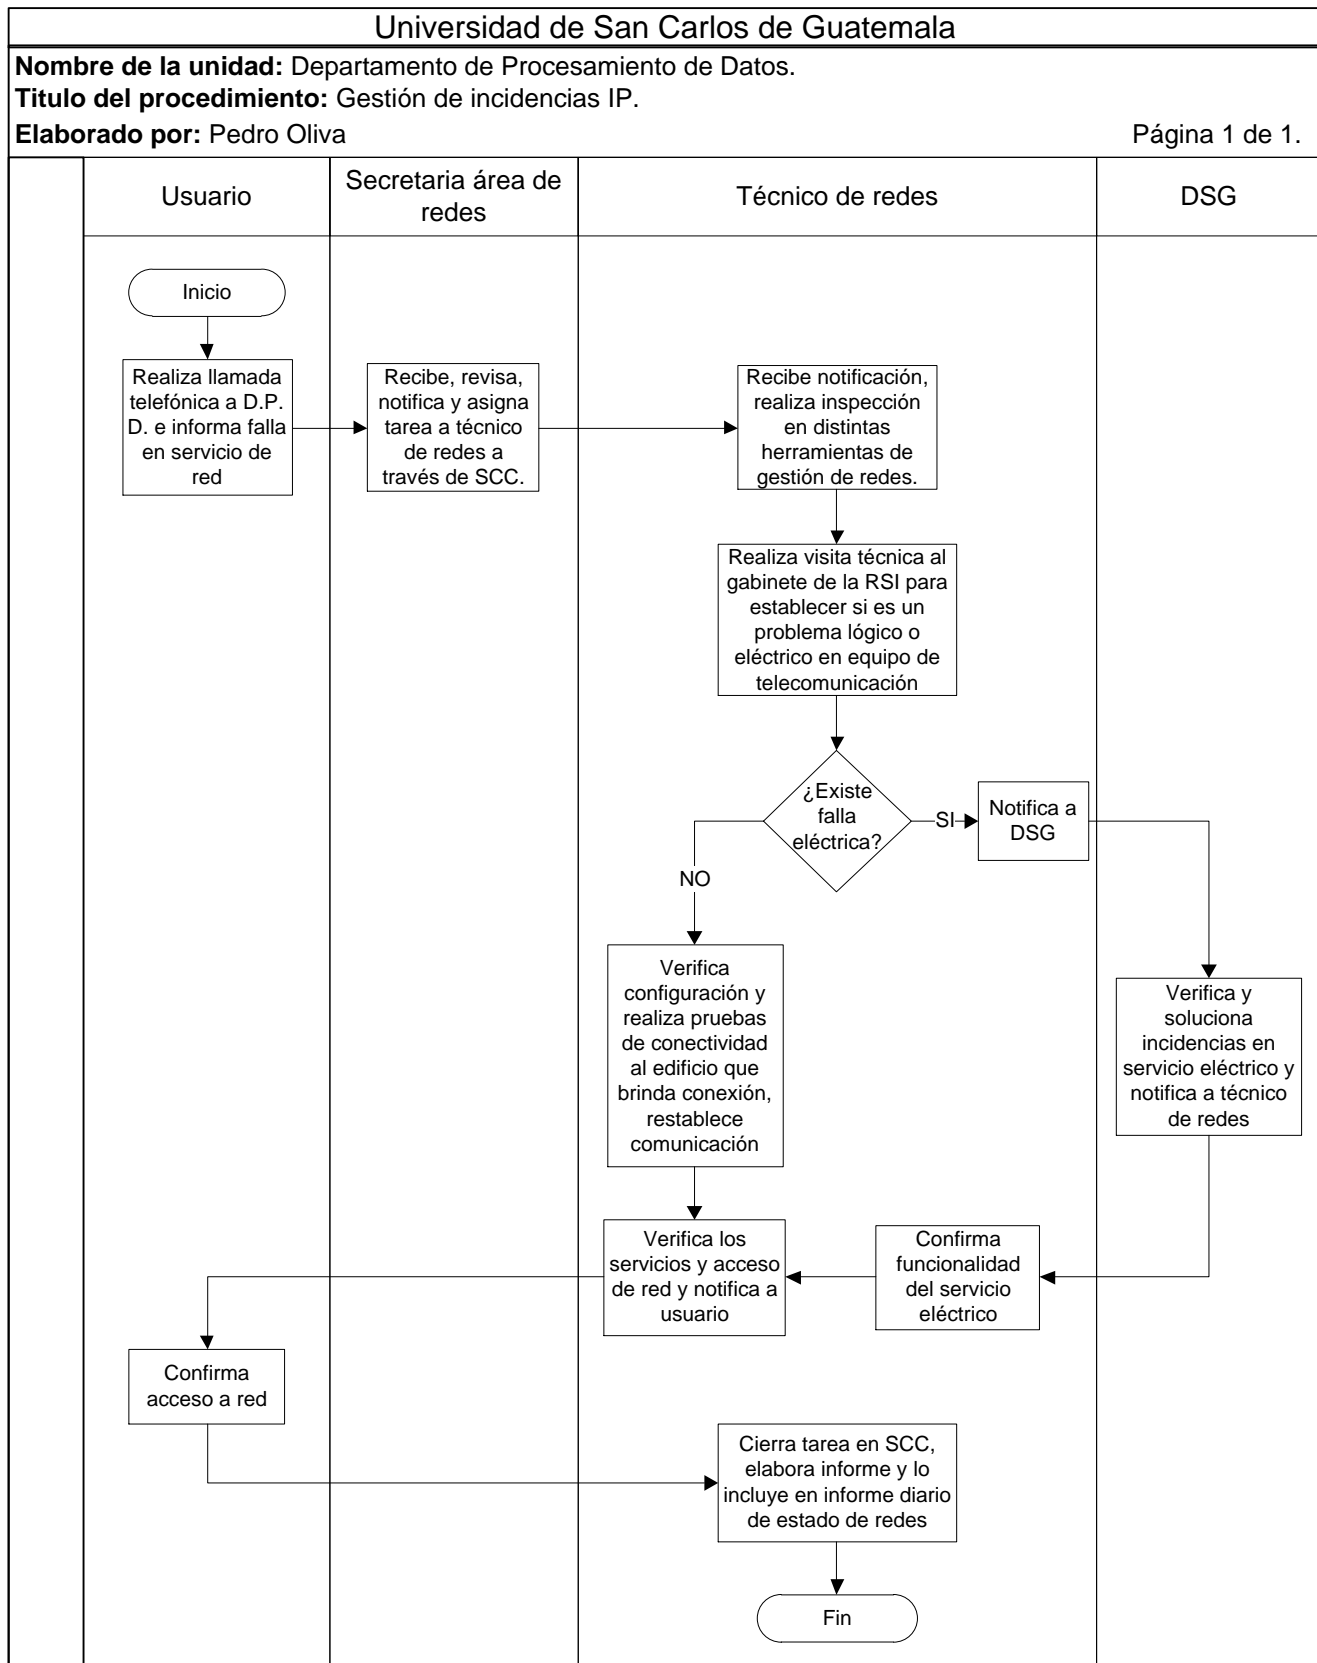 Universidad de San Carlos de Guatemala
Nombre de la unidad: Departamento de Procesamiento de Datos.
Titulo del procedimiento: Gestión de incidencias IP.
Elaborado por: Pedro Oliva
Página 1 de 1.
Usuario
Secretaria área de
redes
Técnico de redes
DSG
Inicio
Realiza llamada
telefónica a D.P.
D. e informa falla
en servicio de
red
Recibe, revisa,
notifica y asigna
tarea a técnico
de redes a
través de SCC.
Recibe notificación,
realiza inspección
en distintas
herramientas de
gestión de redes.
Realiza visita técnica al
gabinete de la RSI para
establecer si es un
problema lógico o
eléctrico en equipo de
telecomunicación
¿Existe
falla
eléctrica?
SI
Notifica a
DSG
NO
Verifica
configuración y
realiza pruebas
de conectividad
al edificio que
brinda conexión,
restablece
comunicación
Verifica y
soluciona
incidencias en
servicio eléctrico y
notifica a técnico
de redes
Verifica los
servicios y acceso
de red y notifica a
usuario
Confirma
funcionalidad
del servicio
eléctrico
Confirma
acceso a red
Cierra tarea en SCC,
elabora informe y lo
incluye en informe diario
de estado de redes
Fin